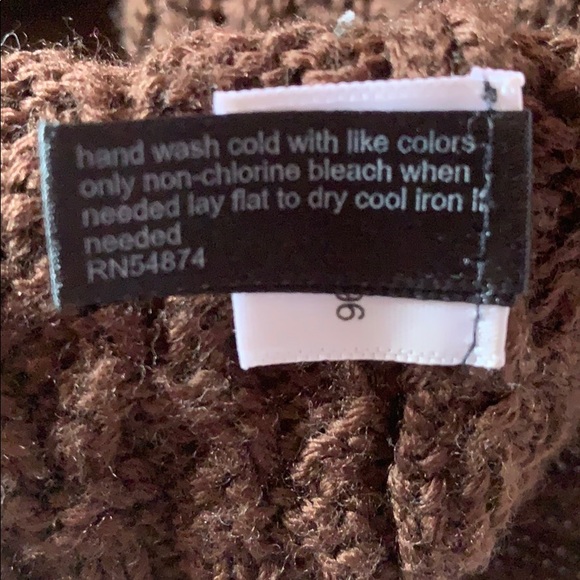 hand wash cold with like colors
only non-chlorine bleach when
needed lay flat to dry cool iron
needed
RN54874